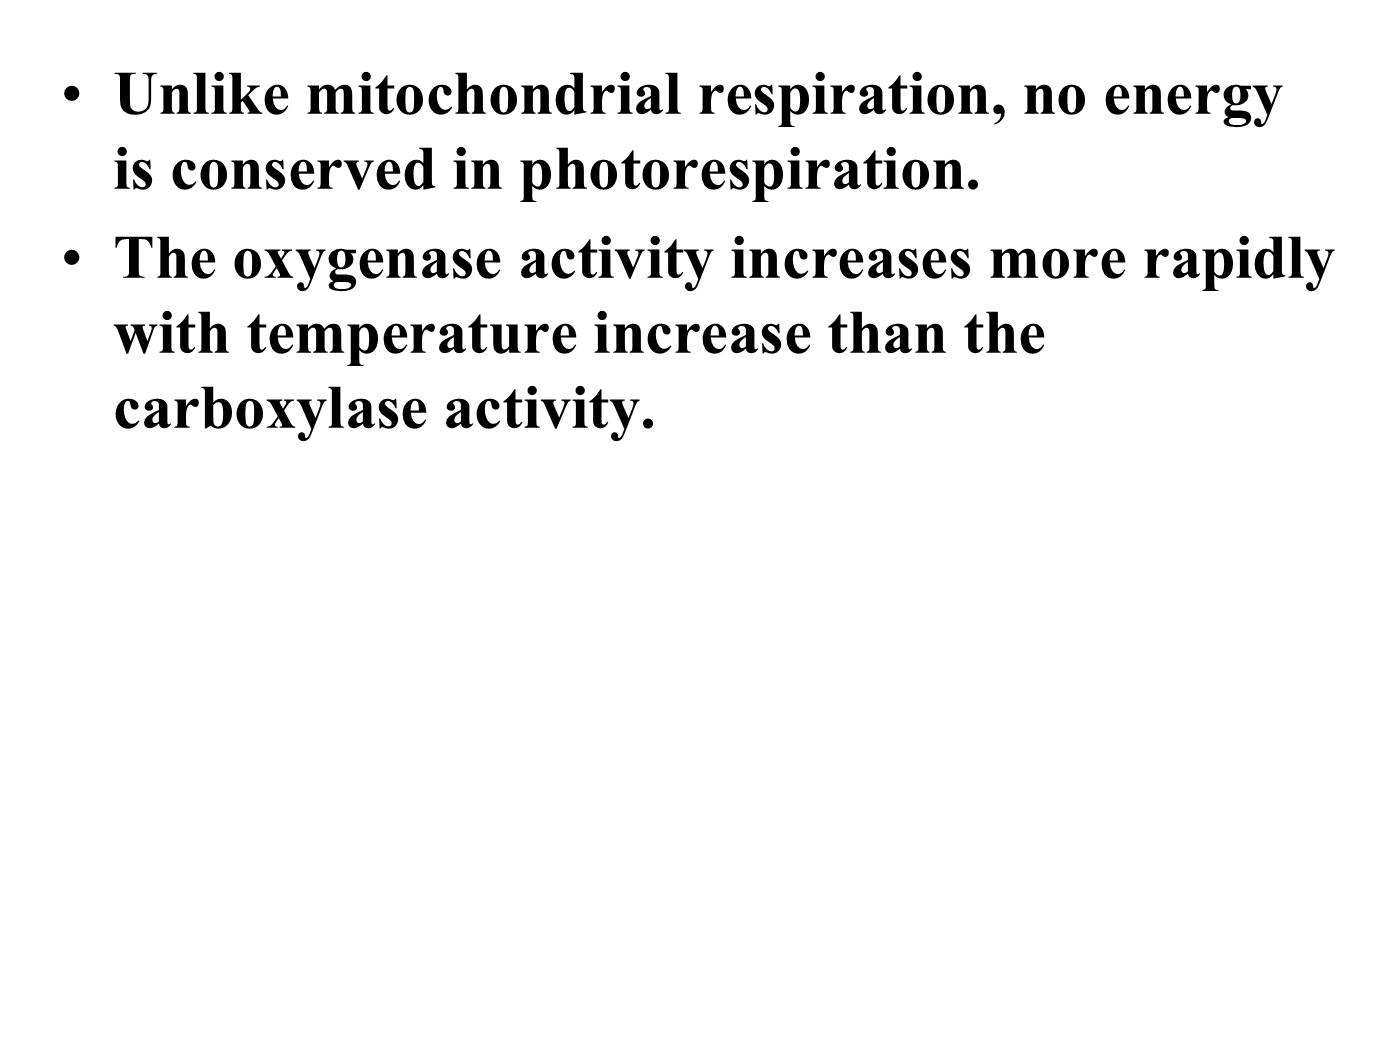 • Unlike mitochondrial respiration, no energy
is conserved in photorespiration.
• The oxygenase activity increases more rapidly
with temperature increase than the
carboxylase activity.